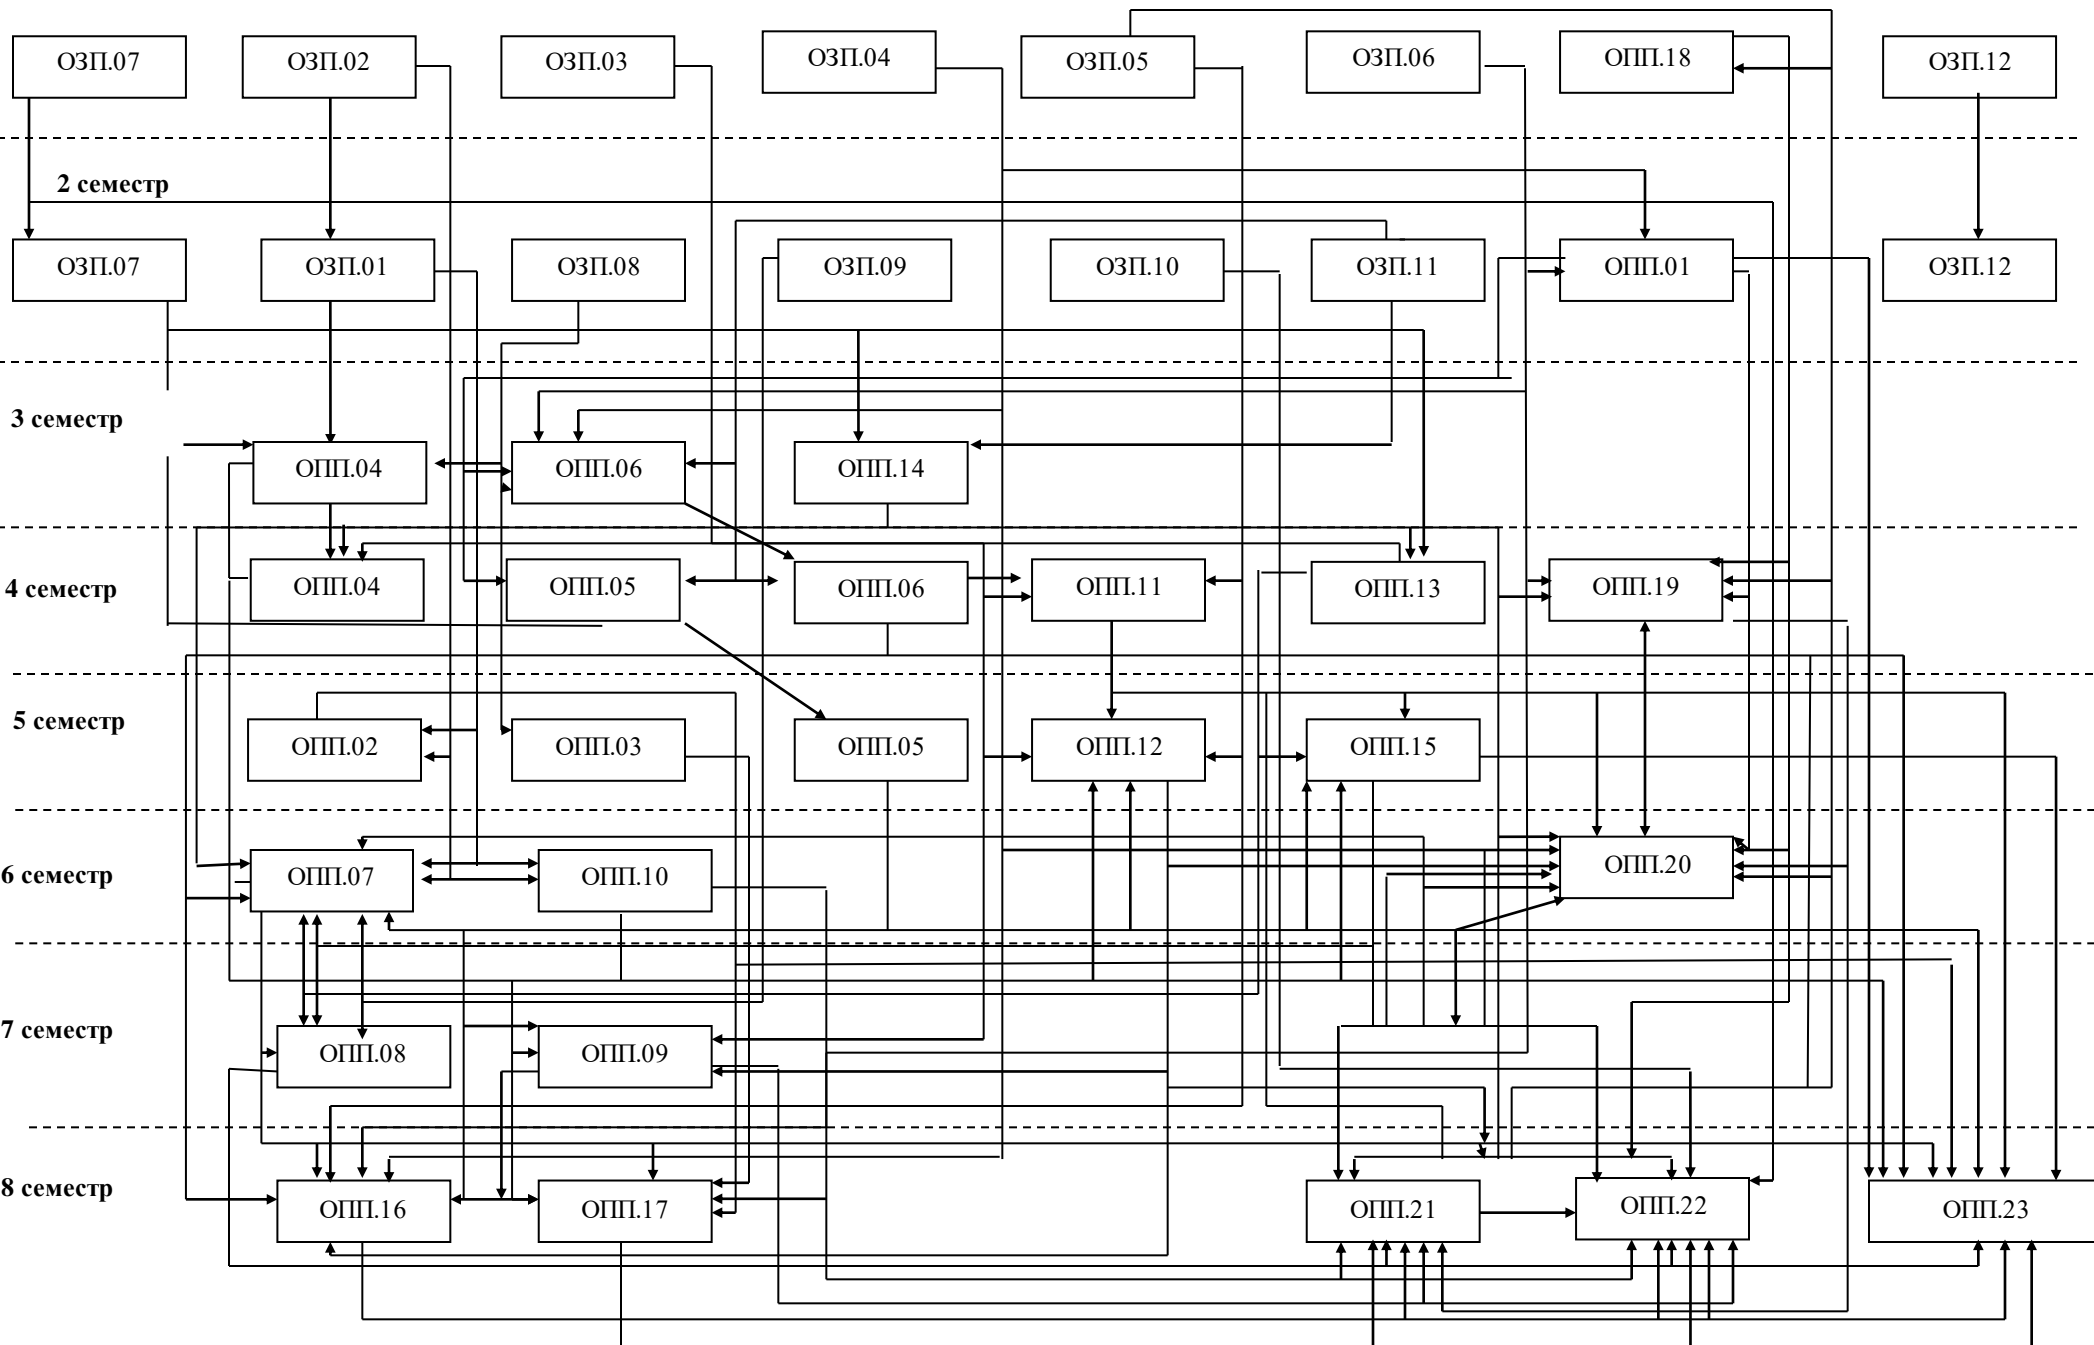 ОЗП.07 ОЗП.02 ОЗП.03 ОЗП.04 ОЗП.05 ОЗП.06 ОПП.18 ОЗП.12
2 семестр
ОЗП.07 ОЗП.01 ОЗП.08 ОЗП.09 ОЗП.10 ОЗП.11 ОПП.01 ОЗП.12
3 семестр
ОПП.04 ОПП.06 ОПП.14
4 семестр
ОПП.04 ОПП.05 ОПП.06 ОПП.11 ОПП.13 ОПП.19
5 семестр
ОПП.02 ОПП.03 ОПП.05 ОПП.12 ОПП.15
6 семестр
ОПП.07 ОПП.10 ОПП.20
7 семестр
ОПП.08 ОПП.09
8 семестр
ОПП.16 ОПП.17 ОПП.21 ОПП.22 ОПП.23